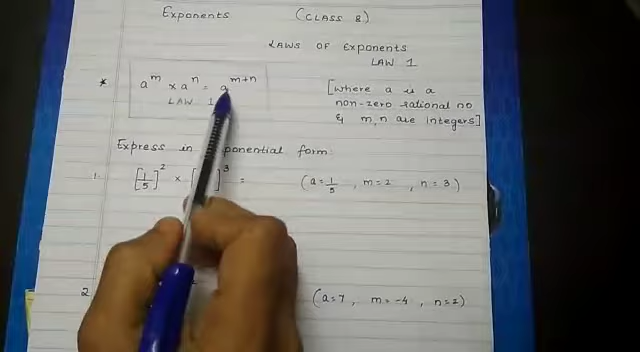 Exponents (CLASS 8)
LAWS OF Exponents
LAW 1
* a^m x a^n = a^m+n
LAW 1
[where a is a
non-zero rational no
& m, n are integers]
Express in form:
1. [1/5]^2 x [ ]^3 = (a = 1/5, m = 2, n = 3)
2 (a = 7, m = -4, n = 2)